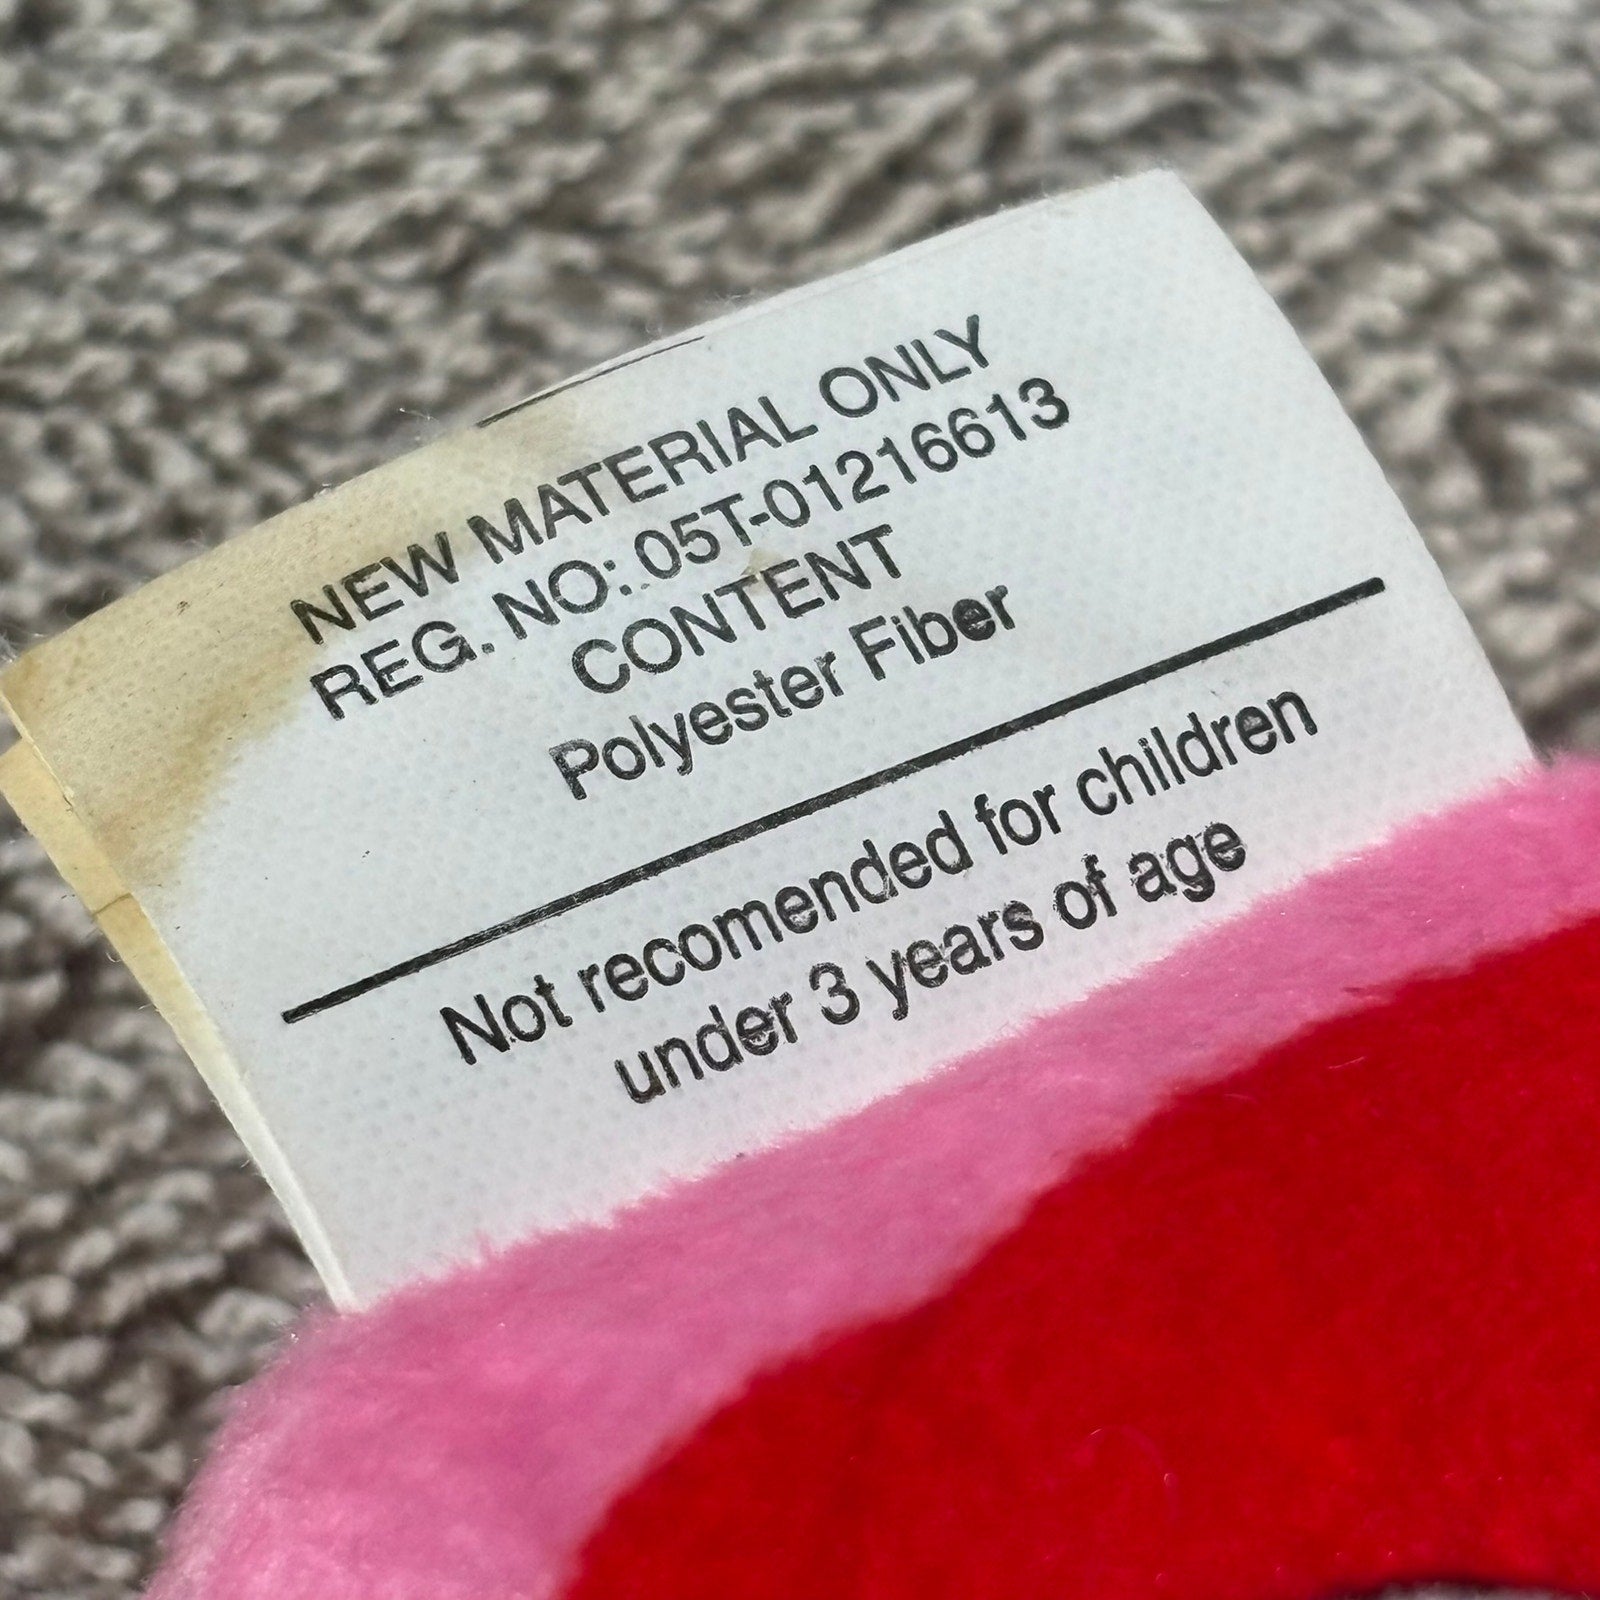 NEW MATERIAL ONLY
REG. NO: 05T-01216613
CONTENT
Polyester Fiber
Not recomended for children
under 3 years of age